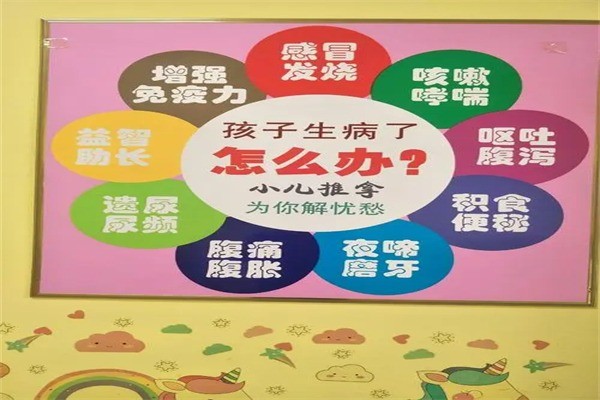 感冒
发烧
增强
免疫力
咳嗽
哮喘
益智
助长
孩子生病了
怎么办?
小儿推拿
为你解忧愁
呕吐
腹泻
遗尿
尿频
积食
便秘
腹痛
腹胀
夜啼
磨牙